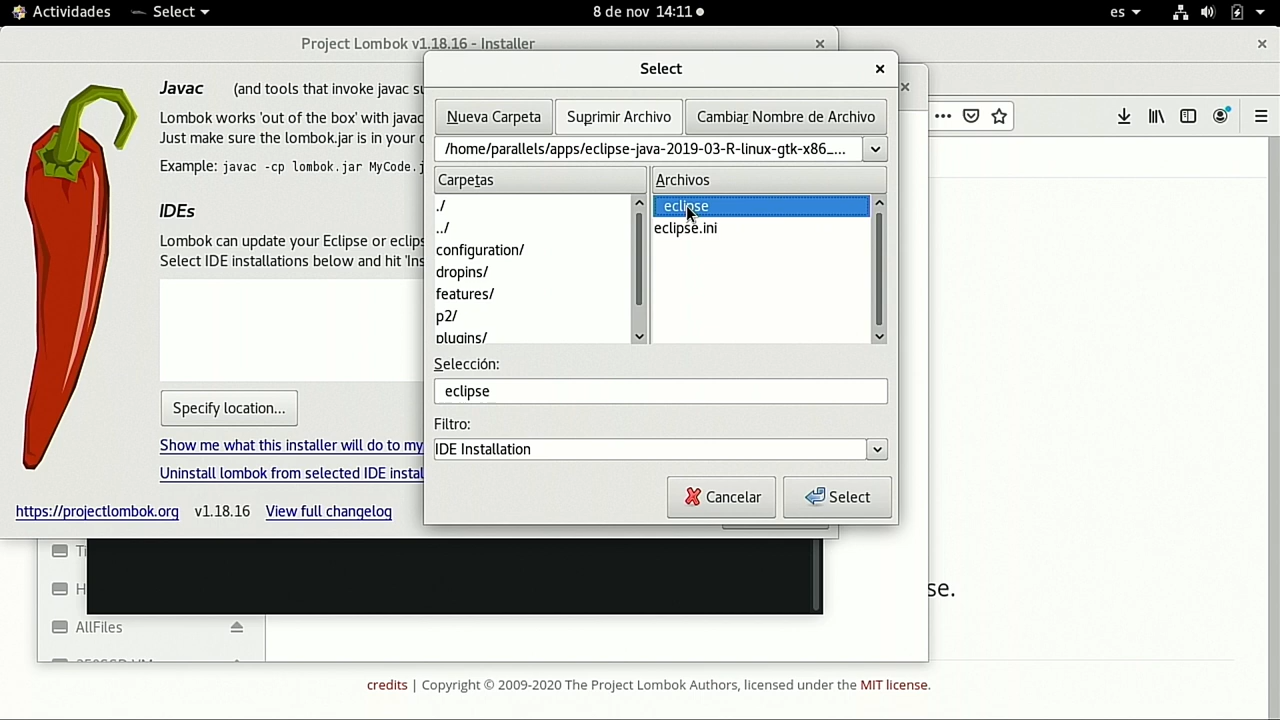 Actividades
Select
8 de nov 14:11
es
Project Lombok v1.18.16 - Installer
Select
Javac (and tools that invoke javac
Lombok works 'out of the box' with javac
Just make sure the lombok.jar is in your
Example: javac -cp lombok.jar MyCode.
IDEs
Lombok can update your Eclipse or
Select IDE installations below and hit
Specify location...
Show me what this installer will do to my
Uninstall lombok from selected IDE
https://projectlombok.org v1.18.16 View full changelog
Nueva Carpeta
Suprimir Archivo
Cambiar Nombre de Archivo
/home/parallels/apps/eclipse-java-2019-03-R-linux-gtk-x86_...
Carpetas
./
../
configuration/
dropins/
features/
p2/
plugins/
Archivos
eclipse
eclipse.ini
Selección:
eclipse
Filtro:
IDE Installation
Cancelar
Select
se.
AllFiles
credits | Copyright © 2009-2020 The Project Lombok Authors, licensed under the MIT license.